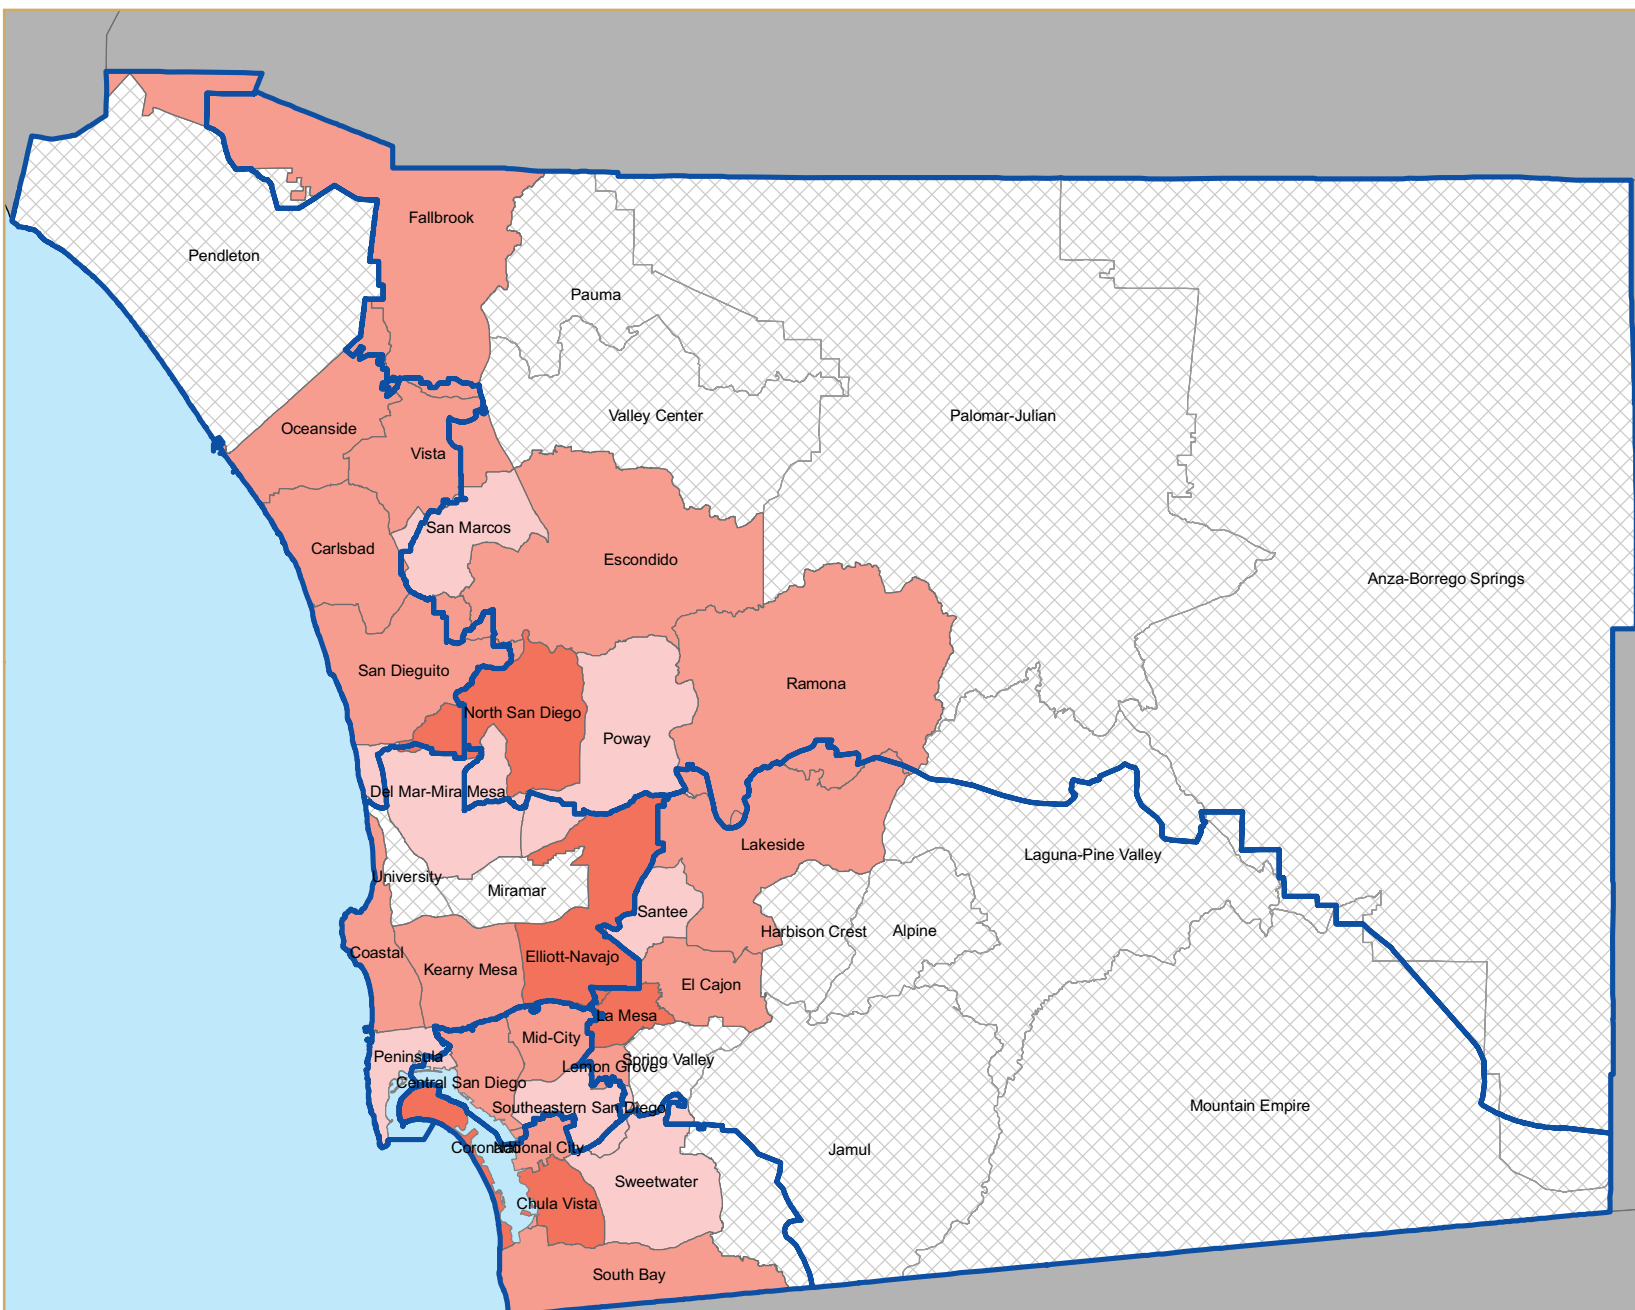 Fallbrook
Pendleton
Pauma
Valley Center
Palomar-Julian
Oceanside
Vista
San Marcos
Carlsbad
Escondido
Anza-Borrego Springs
San Dieguito
Ramona
North San Diego
Poway
Del Mar-Mira Mesa
Lakeside
Laguna-Pine Valley
University
Miramar
Santee
Harbison Crest
Alpine
Coastal
Elliott-Navajo
Kearny Mesa
El Cajon
La Mesa
Mid-City
Peninsula
Spring Valley
Lemon Grove
Central San Diego
Southeastern San Diego
Mountain Empire
Coronado
National City
Jamul
Sweetwater
Chula Vista
South Bay